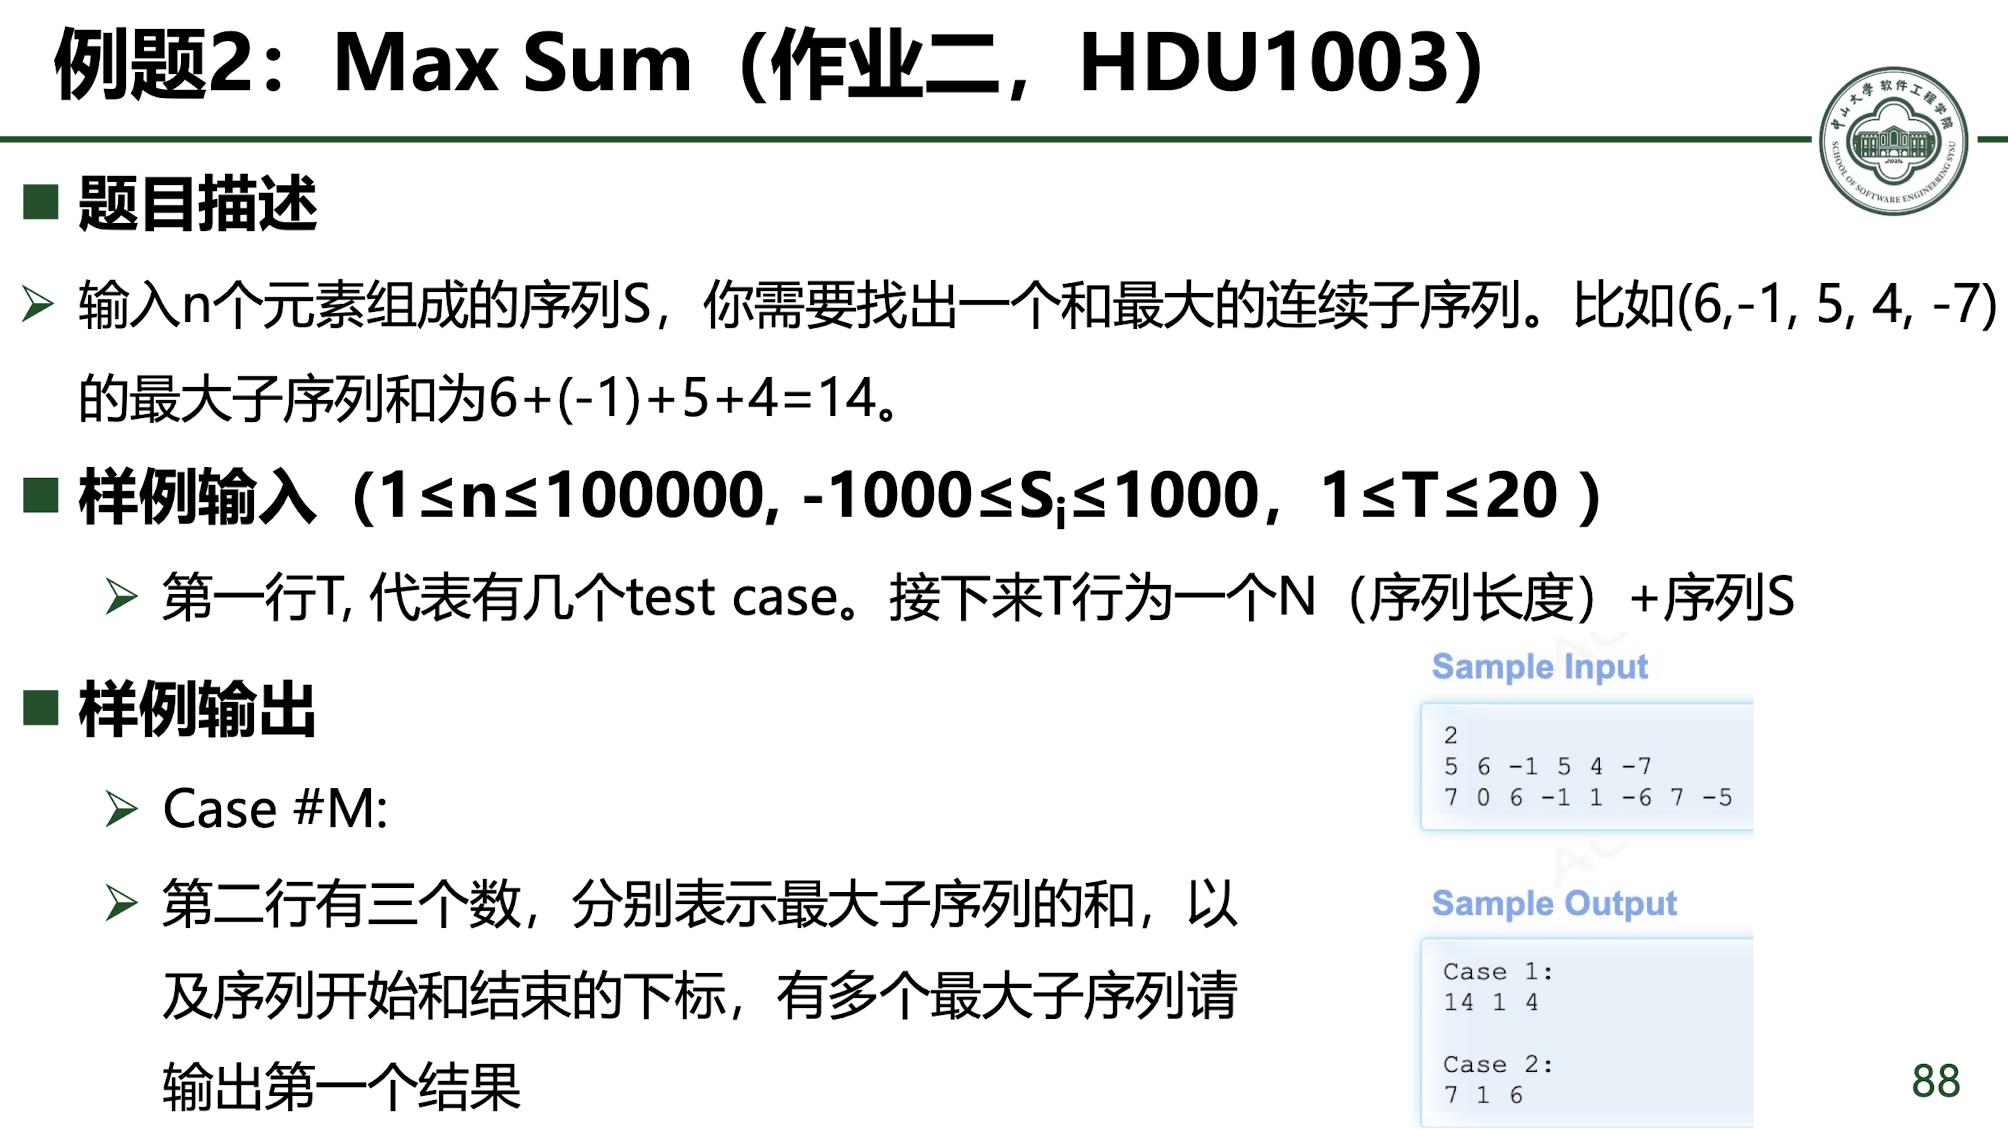 例题2：Max Sum（作业二，HDU1003）
中山大学 软件工程学院
SCHOOL OF SOFTWARE ENGINEERING SYSU
题目描述
输入n个元素组成的序列S，你需要找出一个和最大的连续子序列。比如(6,-1, 5, 4, -7)
的最大子序列和为6+(-1)+5+4=14。
样例输入（1≤n≤100000, -1000≤Si≤1000，1≤T≤20 ）
第一行T, 代表有几个test case。接下来T行为一个N（序列长度）+序列S
样例输出
Case #M:
第二行有三个数，分别表示最大子序列的和，以
及序列开始和结束的下标，有多个最大子序列请
输出第一个结果
Sample Input
2
5 6 -1 5 4 -7
7 0 6 -1 1 -6 7 -5
Sample Output
Case 1:
14 1 4
Case 2:
7 1 6
88